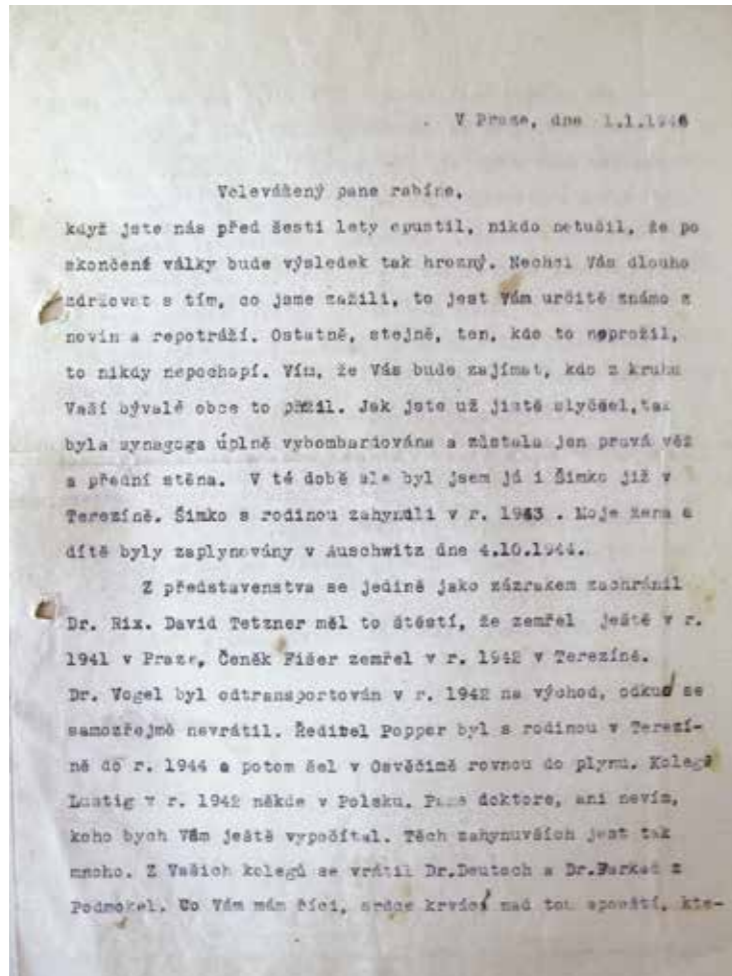 V Praze, dne 1.1.1946
Velevážený pane rabíne,
když jste nás před šesti lety opustil, nikdo netušil, že po
skončení války bude výsledek tak hrozný. Nechci Vás dlouho
zdržovat s tím, co jsme zažili, to jest Vám určitě známo z
novin a repotráží. Ostatně, stejně, ten, kdo to neprožil,
to nikdy nepochopí. Vím, že Vás bude zajímat, kdo z kruhu
Vaší bývalé obce to přežil. Jak jste už jistě slyšel,tak
byla synagoga úplně vybombardována a zůstala jen pravá věž
a přední stěna. V té době ale byl jsem já i Šimko již v
Terezíně. Šimko s rodinou zahynuli v r. 1943 . Moje žena a
dítě byly zaplynovány v Auschwitz dne 4.10.1944.
Z představenstva se jedině jako zázrakem zachránil
Dr. Rix. David Tetzner měl to štěstí, že zemřel ještě v r.
1941 v Praze, Čeněk Fišer zemřel v r. 1942 v Terezíně.
Dr. Vogel byl odtransportován v r. 1942 na východ, odkud se
samozřejmě nevrátil. Ředitel Popper byl s rodinou v Terezí-
ně do r. 1944 a potom šel v Osvěčimě rovnou do plynu. Kolega
Lustig v r. 1942 někde v Polsku. Pane doktore, ani nevím,
koho bych Vám ještě vypočítal. Těch zahynuvších jest tak
mnoho. Z Vašich kolegů se vrátil Dr.Deutsch a Dr.Farkaš z
Podmokel. Co Vám mám říci, srdce krvácí nad tou spouští, kte-